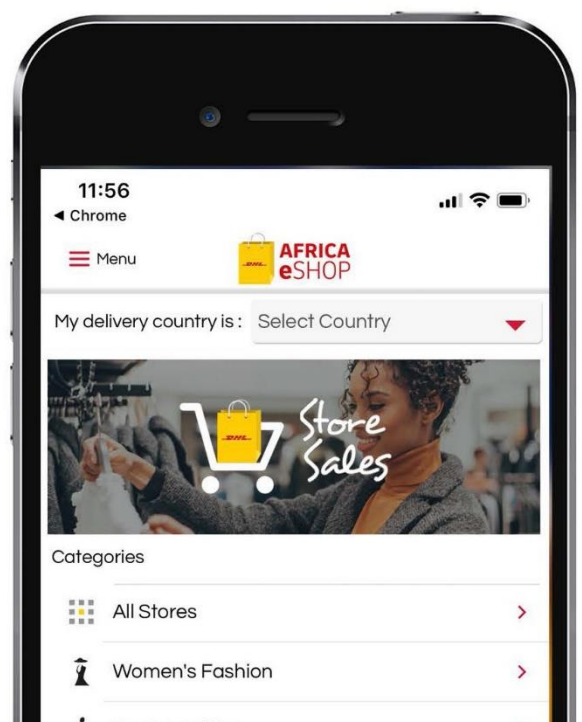 11:56
◀ Chrome
Menu
DHL
AFRICA
eSHOP
My delivery country is : Select Country
DHL
Store
Sales
Categories
All Stores
Women's Fashion